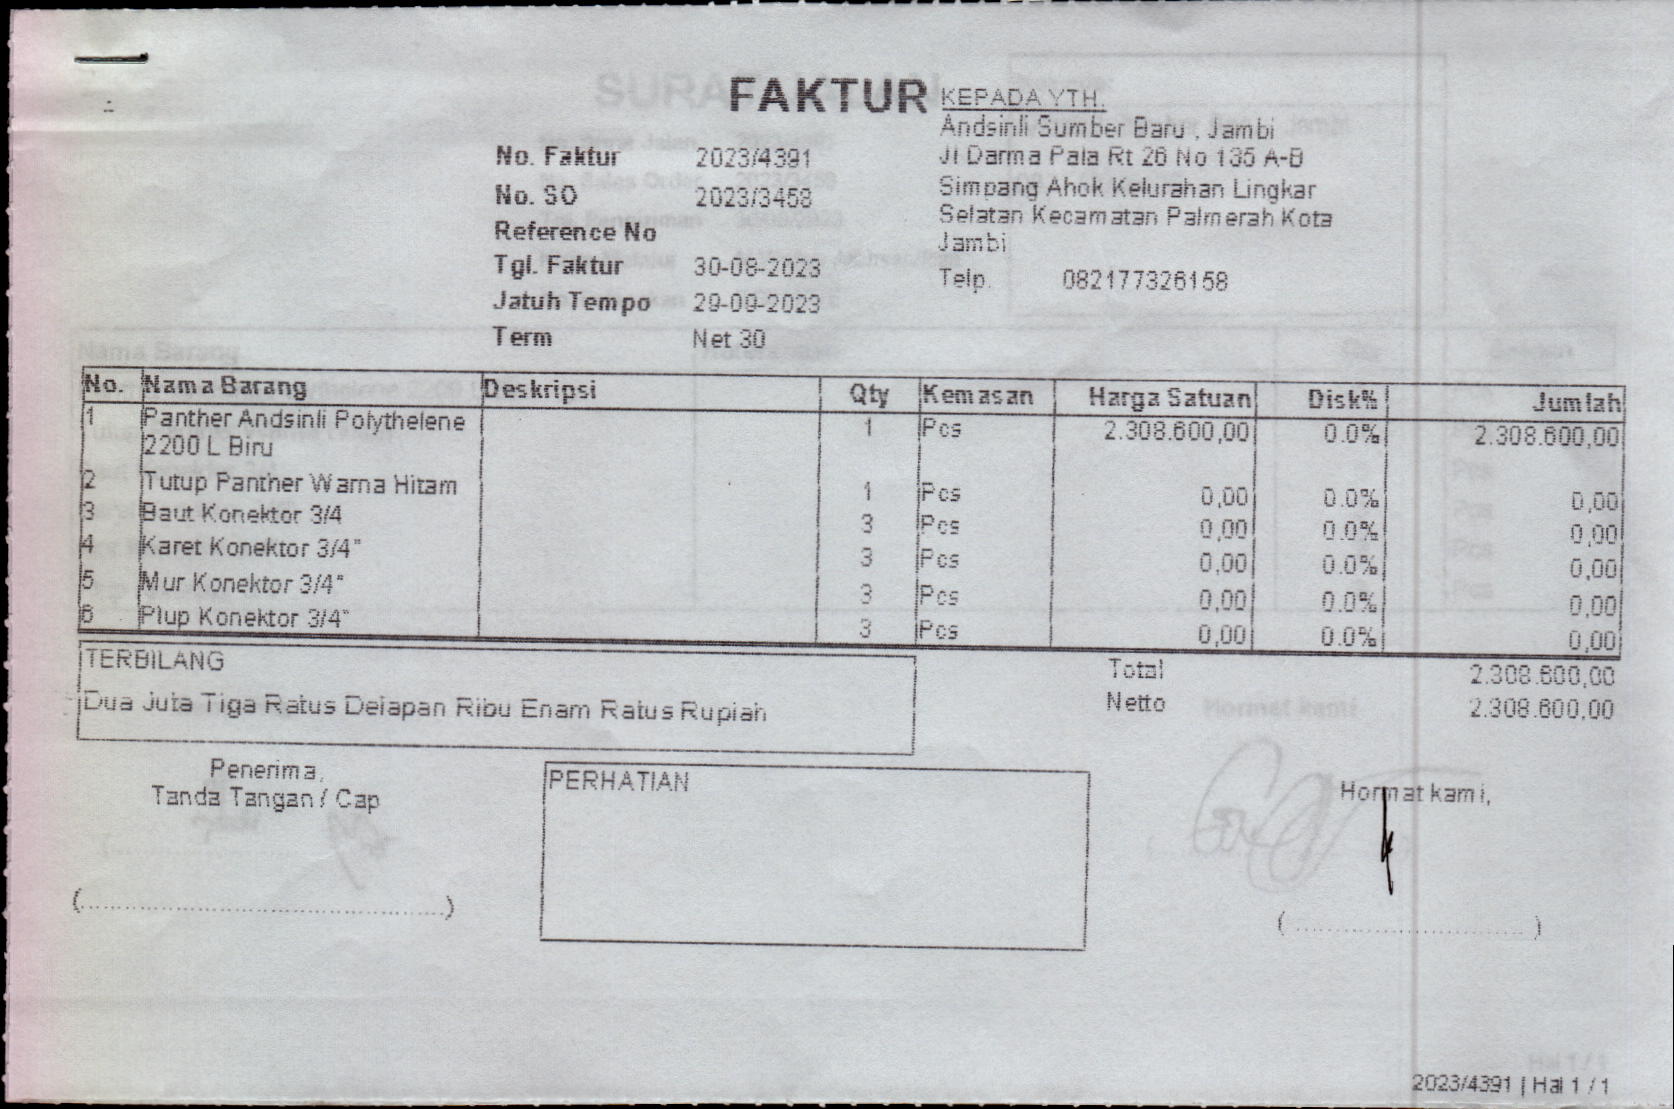 FAKTUR
KEPADA YTH.
Andsinli Sumber Baru , Jambi
Jl Darma Pala Rt 26 No 135 A-B
Simpang Ahok Kelurahan Lingkar
Selatan Kecamatan Palmerah Kota
Jambi
Telp. 082177326158
No. Faktur 2023/4391
No. SO 2023/3458
Reference No
Tgl. Faktur 30-08-2023
Jatuh Tempo 29-09-2023
Term Net 30
No. Nama Barang Deskripsi Qty Kemasan Harga Satuan Disk% Jumlah
1 Panther Andsinli Polythelene 1 Pcs 2.308.600,00 0.0% 2.308.600,00
2200 L Biru
2 Tutup Panther Warna Hitam 1 Pcs 0,00 0.0% 0,00
3 Baut Konektor 3/4 3 Pcs 0,00 0.0% 0,00
4 Karet Konektor 3/4" 3 Pcs 0,00 0.0% 0,00
5 Mur Konektor 3/4" 3 Pcs 0,00 0.0% 0,00
6 Plup Konektor 3/4" 3 Pcs 0,00 0.0% 0,00
TERBILANG
Dua Juta Tiga Ratus Delapan Ribu Enam Ratus Rupiah
Total 2.308.600,00
Netto 2.308.600,00
Penerima,
Tanda Tangan / Cap
PERHATIAN
Hormat kami,
(..................................................)
(................................)
2023/4391 | Hal 1 / 1